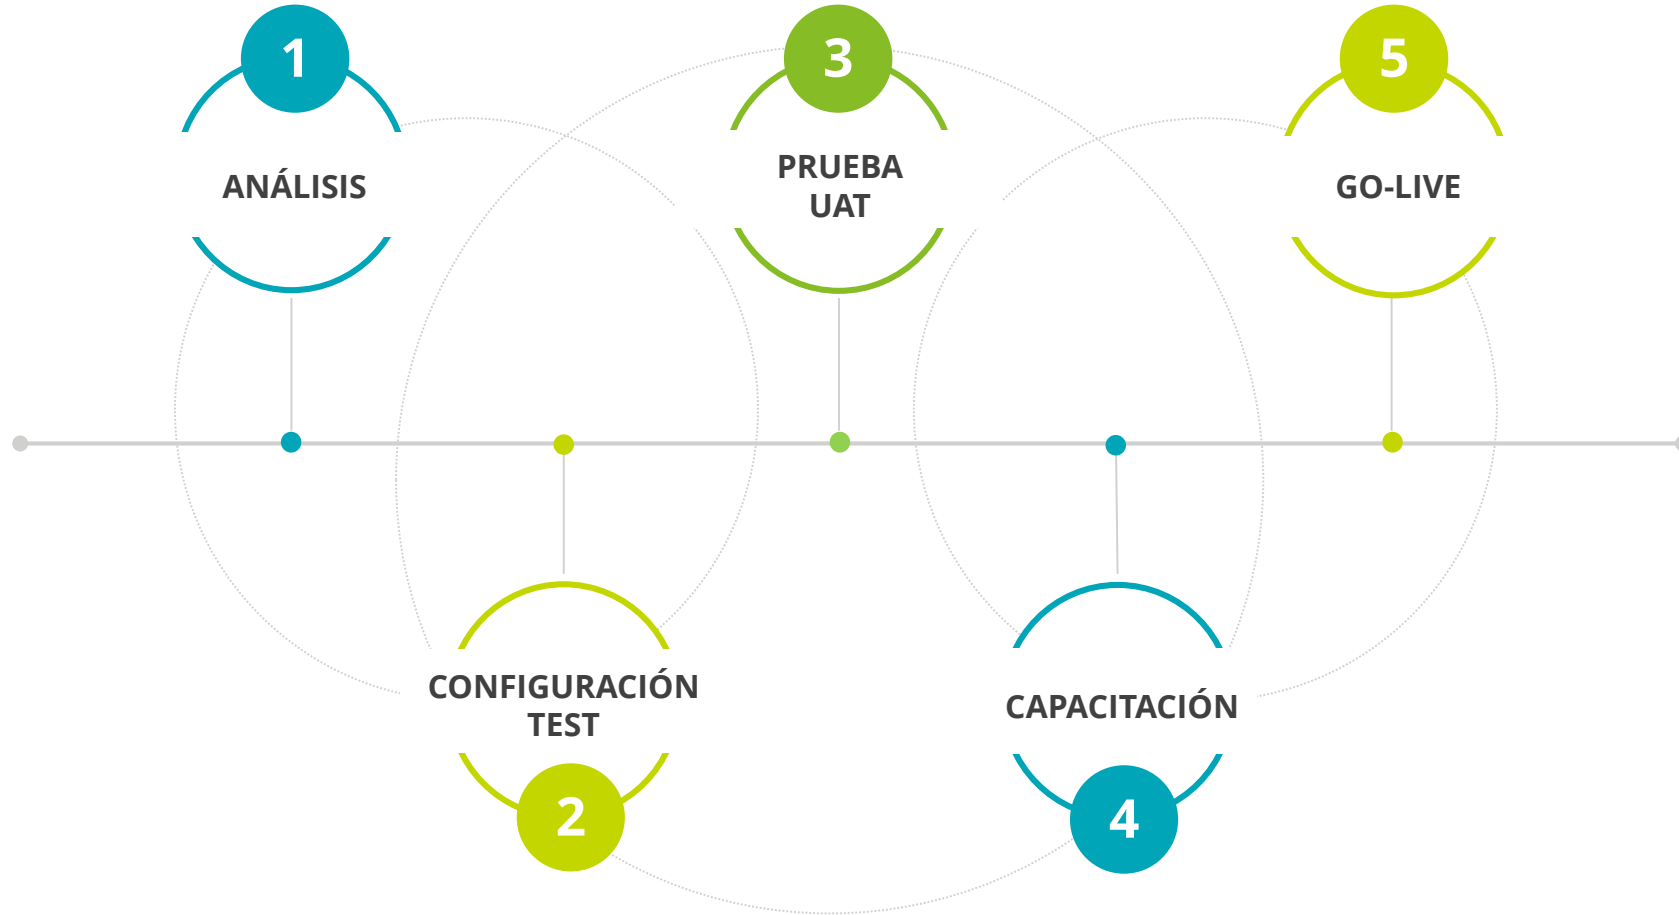 1
ANÁLISIS
2
CONFIGURACIÓN
TEST
3
PRUEBA
UAT
4
CAPACITACIÓN
5
GO-LIVE